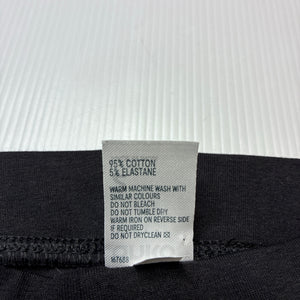 95% COTTON
5% ELASTANE
WARM MACHINE WASH WITH
SIMILAR COLOURS
DO NOT BLEACH
DO NOT TUMBLE DRY
WARM IRON ON REVERSE SIDE
IF REQUIRED
DO NOT DRYCLEAN
167688